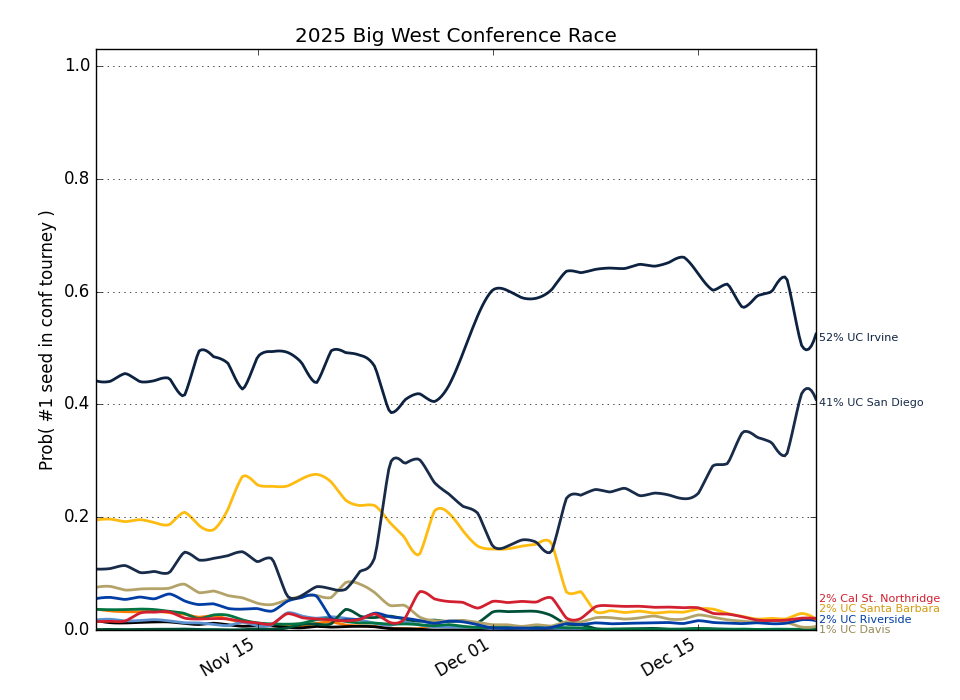 2025 Big West Conference Race
Prob( #1 seed in conf tourney )
1.0
0.8
0.6
0.4
0.2
0.0
Nov 15
Dec 01
Dec 15
52% UC Irvine
41% UC San Diego
2% Cal St. Northridge
2% UC Santa Barbara
2% UC Riverside
1% UC Davis